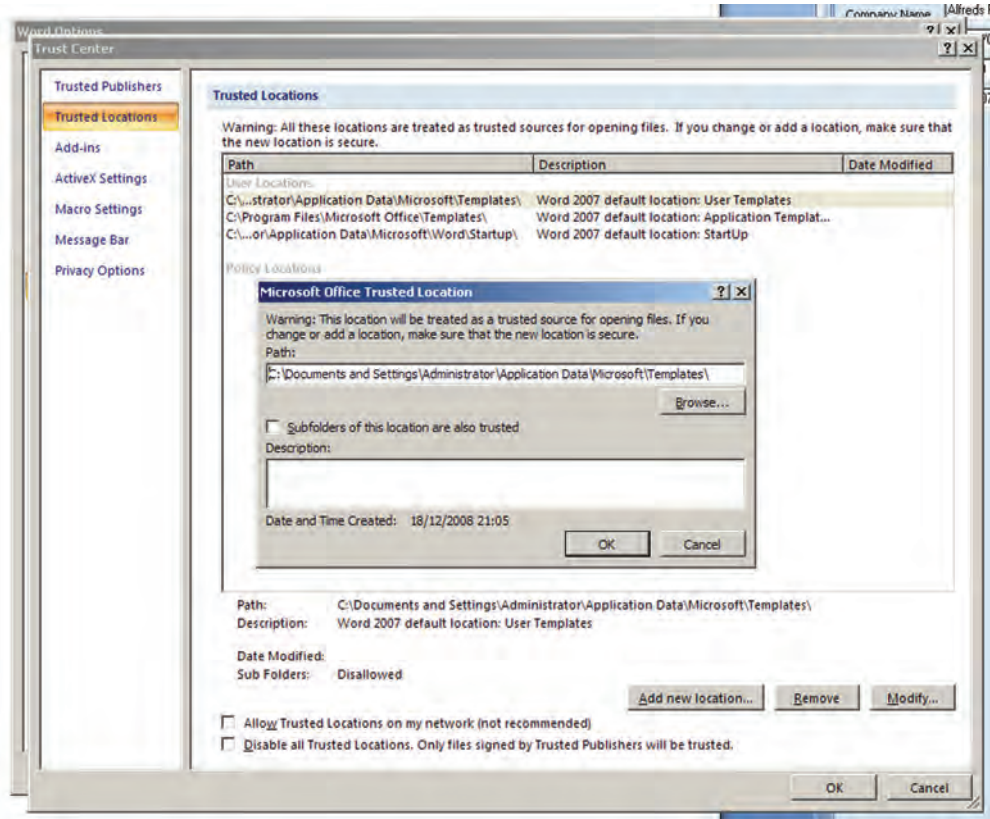 Company Name Alfreds
Word Options
Trust Center
Trusted Publishers
Trusted Locations
Add-ins
ActiveX Settings
Macro Settings
Message Bar
Privacy Options
Trusted Locations
Warning: All these locations are treated as trusted sources for opening files. If you change or add a location, make sure that
the new location is secure.
Path Description Date Modified
User Locations
C:\...strator\Application Data\Microsoft\Templates\ Word 2007 default location: User Templates
C:\Program Files\Microsoft Office\Templates\ Word 2007 default location: Application Templat...
C:\...or\Application Data\Microsoft\Word\Startup\ Word 2007 default location: StartUp
Policy Locations
Microsoft Office Trusted Location
Warning: This location will be treated as a trusted source for opening files. If you
change or add a location, make sure that the new location is secure.
Path:
C:\Documents and Settings\Administrator\Application Data\Microsoft\Templates\
Browse...
Subfolders of this location are also trusted
Description:
Date and Time Created: 18/12/2008 21:05
OK Cancel
Path: C:\Documents and Settings\Administrator\Application Data\Microsoft\Templates\
Description: Word 2007 default location: User Templates
Date Modified:
Sub Folders: Disallowed
Add new location... Remove Modify...
Allow Trusted Locations on my network (not recommended)
Disable all Trusted Locations. Only files signed by Trusted Publishers will be trusted.
OK Cancel